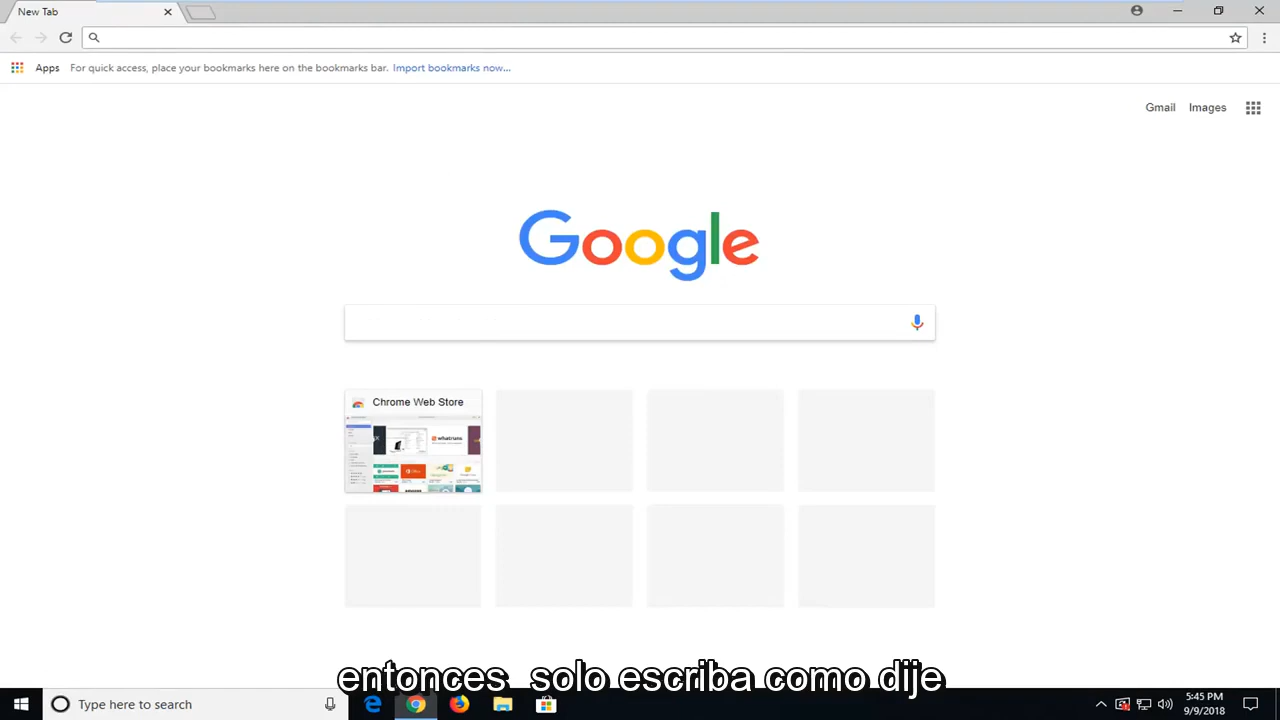 New Tab
Apps For quick access, place your bookmarks here on the bookmarks bar. Import bookmarks now...
Gmail Images
Google
Chrome Web Store
whatruns
entonces, solo escriba como dije
Type here to search
5:45 PM
9/9/2018